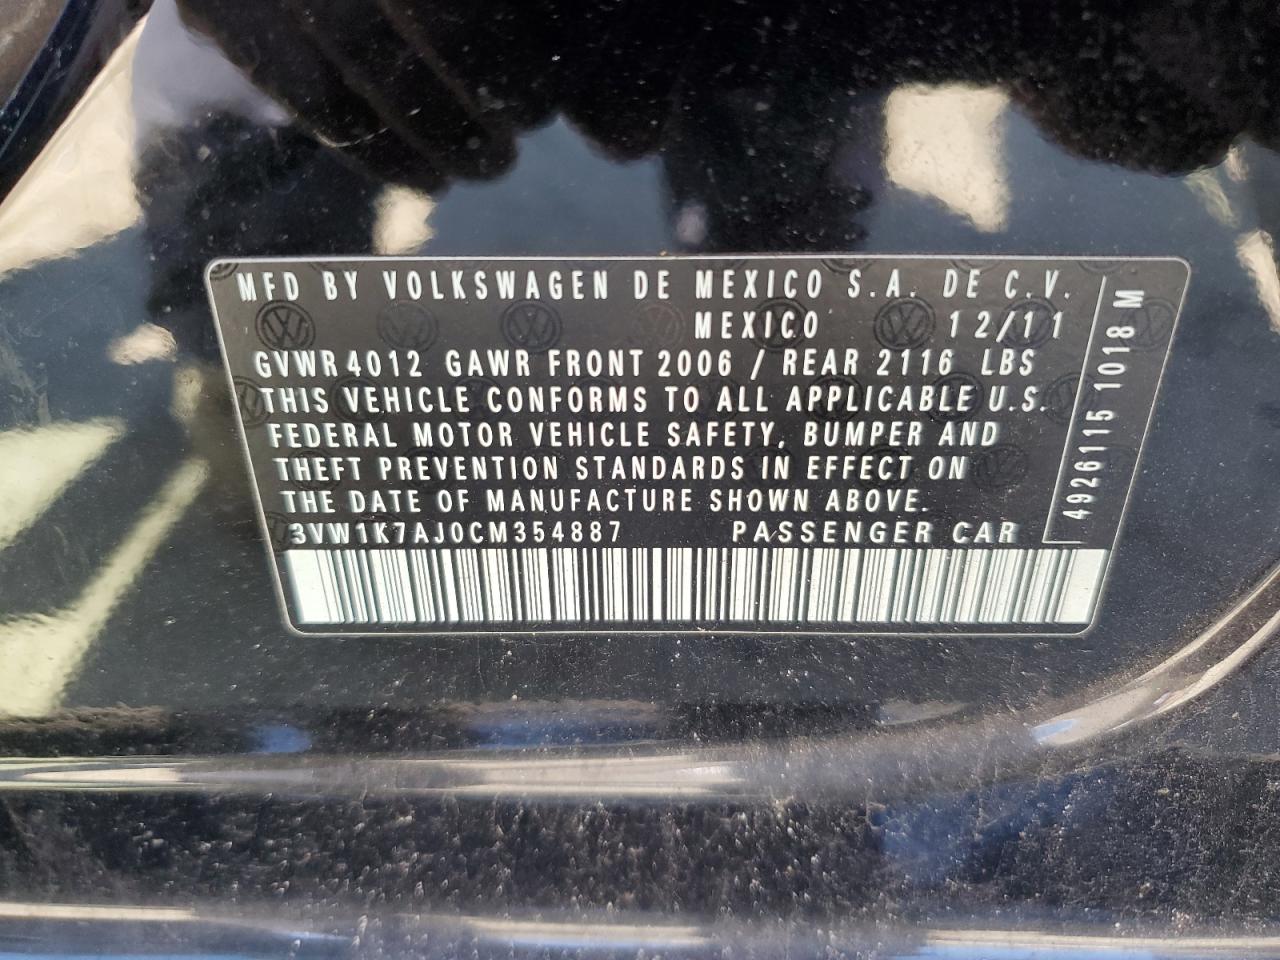 MFD BY VOLKSWAGEN DE MEXICO S.A. DE C.V.
MEXICO 12/11
GVWR 4012 GAWR FRONT 2006 / REAR 2116 LBS
THIS VEHICLE CONFORMS TO ALL APPLICABLE U.S.
FEDERAL MOTOR VEHICLE SAFETY, BUMPER AND
THEFT PREVENTION STANDARDS IN EFFECT ON
THE DATE OF MANUFACTURE SHOWN ABOVE.
3VW1K7AJ0CM354887 PASSENGER CAR
4926115 1018 M